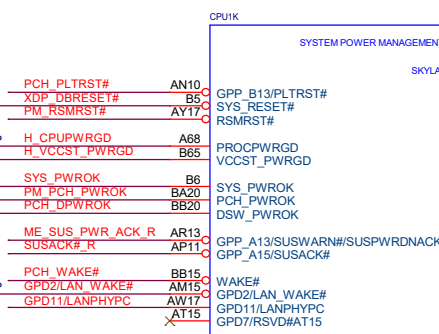 CPU1K
SYSTEM POWER MANAGEMENT
SKYLA
PCH_PLTRST# AN10 GPP_B13/PLTRST#
XDP_DBRESET# B5 SYS_RESET#
PM_RSMRST# AY17 RSMRST#
H_CPUPWRGD A68 PROCPWRGD
H_VCCST_PWRGD B65 VCCST_PWRGD
SYS_PWROK B6 SYS_PWROK
PM_PCH_PWROK BA20 PCH_PWROK
PCH_DPWROK BB20 DSW_PWROK
ME_SUS_PWR_ACK_R AR13 GPP_A13/SUSWARN#/SUSPWRDNACK
SUSACK#_R AP11 GPP_A15/SUSACK#
PCH_WAKE# BB15 WAKE#
GPD2/LAN_WAKE# AM15 GPD2/LAN_WAKE#
GPD11/LANPHYPC AW17 GPD11/LANPHYPC
AT15 GPD7/RSVD#AT15